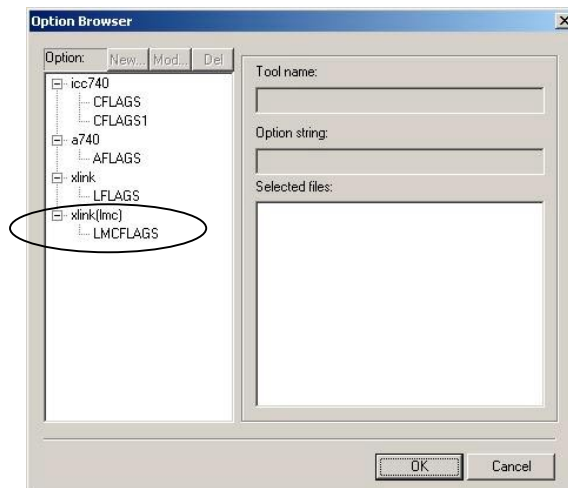 Option Browser
Option: New... Mod... Del
icc740
CFLAGS
CFLAGS1
a740
AFLAGS
xlink
LFLAGS
xlink(lmc)
LMCFLAGS
Tool name:
Option string:
Selected files:
OK Cancel